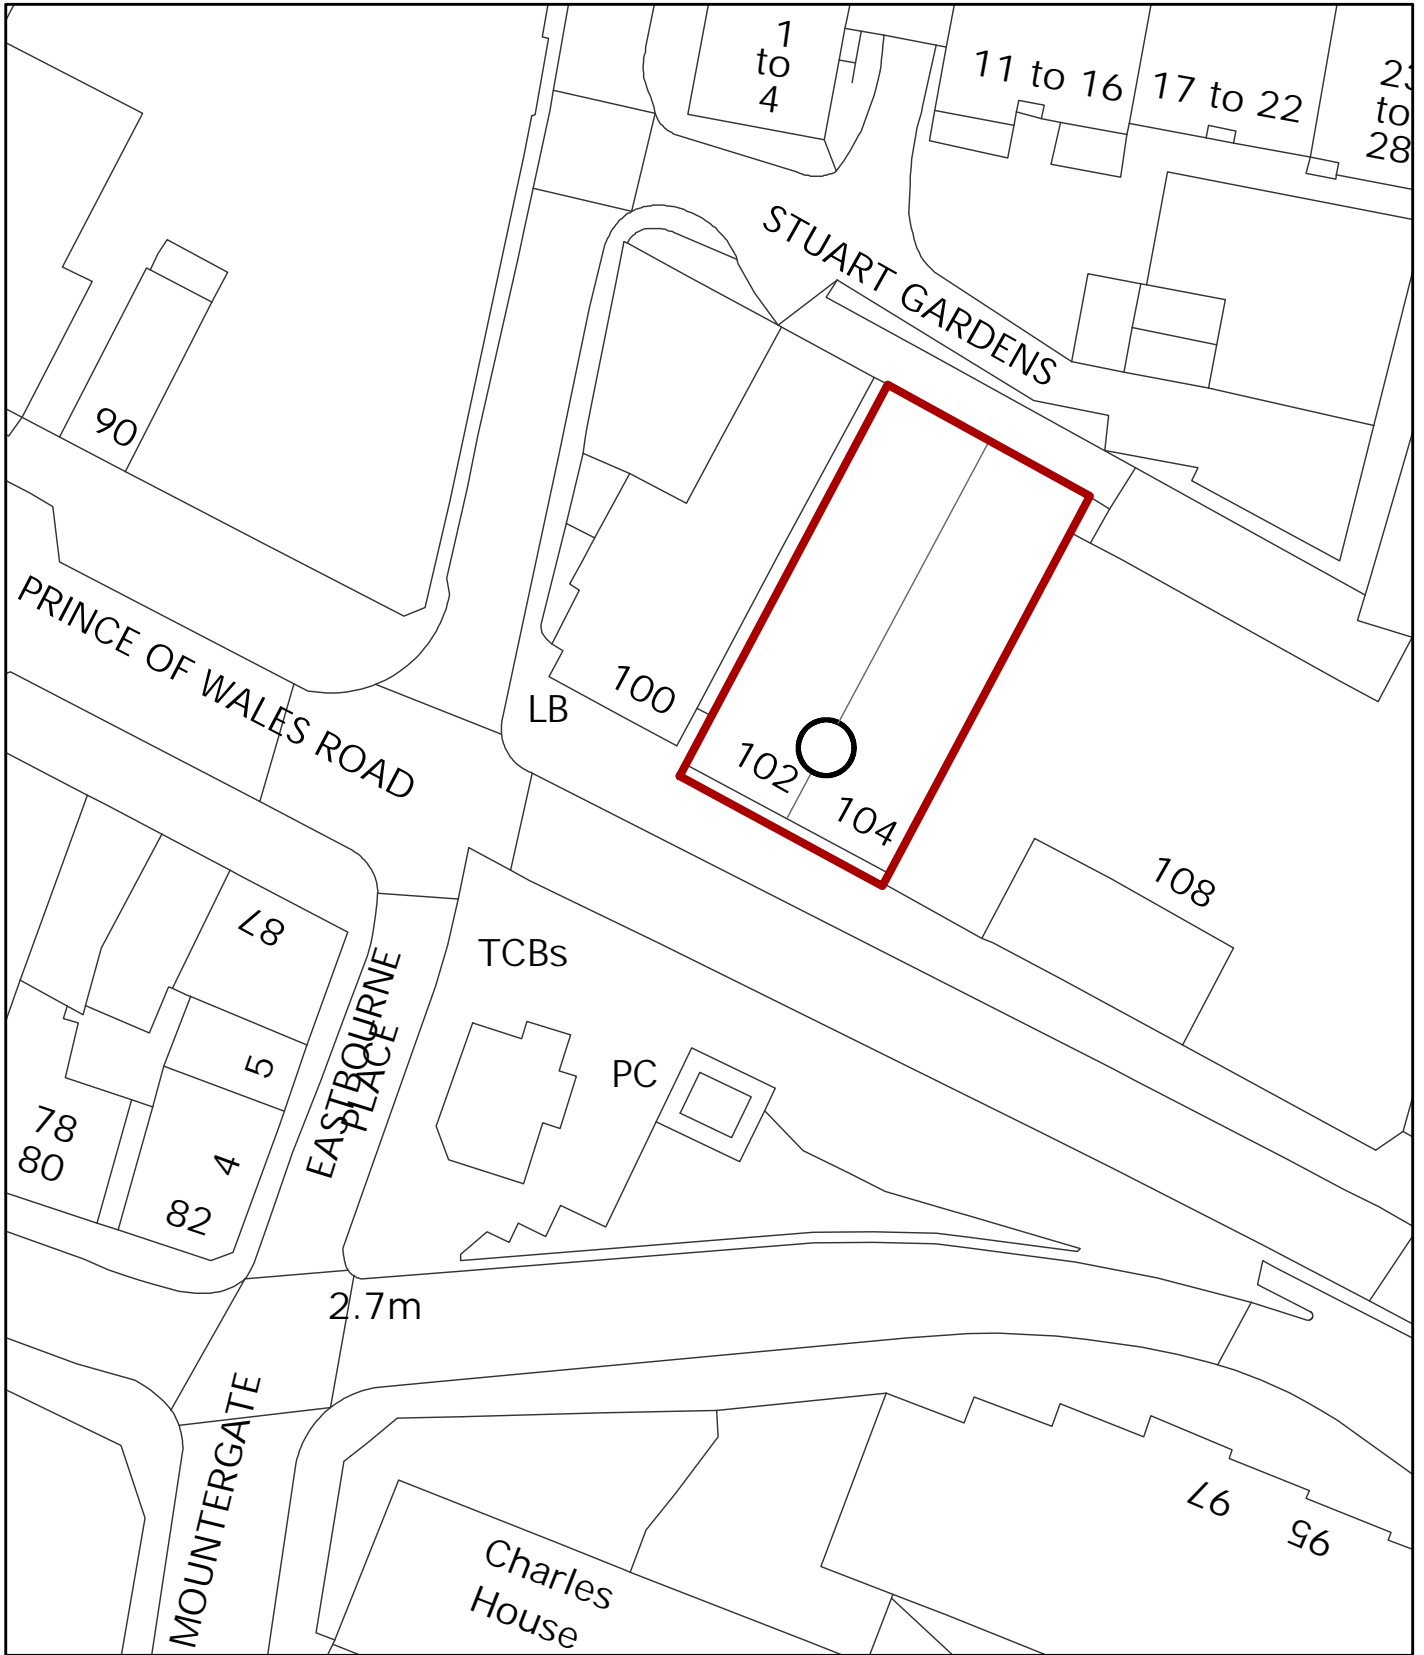 1
to
4
11 to 16
17 to 22
to
28
STUART GARDENS
90
PRINCE OF WALES ROAD
100
LB
102
104
108
87
TCBs
EASTBOURNE
PLACE
5
PC
78
80
4
82
2.7m
MOUNTERGATE
97
95
Charles
House